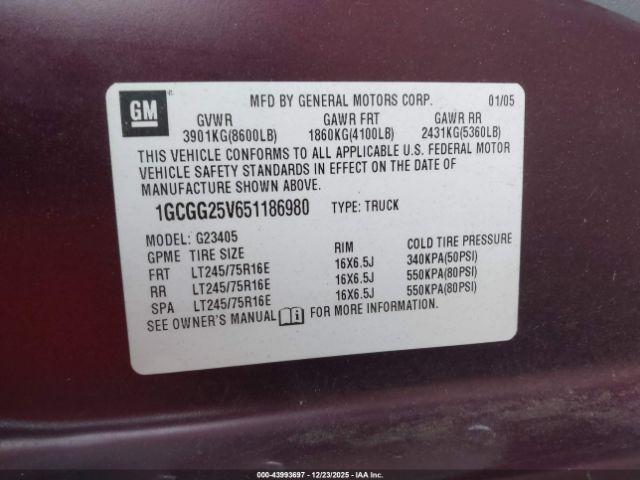 GM
MFD BY GENERAL MOTORS CORP. 01/05
GVWR GAWR FRT GAWR RR
3901KG(8600LB) 1860KG(4100LB) 2431KG(5360LB)
THIS VEHICLE CONFORMS TO ALL APPLICABLE U.S. FEDERAL MOTOR
VEHICLE SAFETY STANDARDS IN EFFECT ON THE DATE OF
MANUFACTURE SHOWN ABOVE.
1GCGG25V651186980 TYPE: TRUCK
MODEL: G23405
GPME TIRE SIZE RIM COLD TIRE PRESSURE
FRT LT245/75R16E 16X6.5J 340KPA(50PSI)
RR LT245/75R16E 16X6.5J 550KPA(80PSI)
SPA LT245/75R16E 16X6.5J 550KPA(80PSI)
SEE OWNER'S MANUAL FOR MORE INFORMATION.
000-43993697 - 12/23/2025 - IAAI.COM